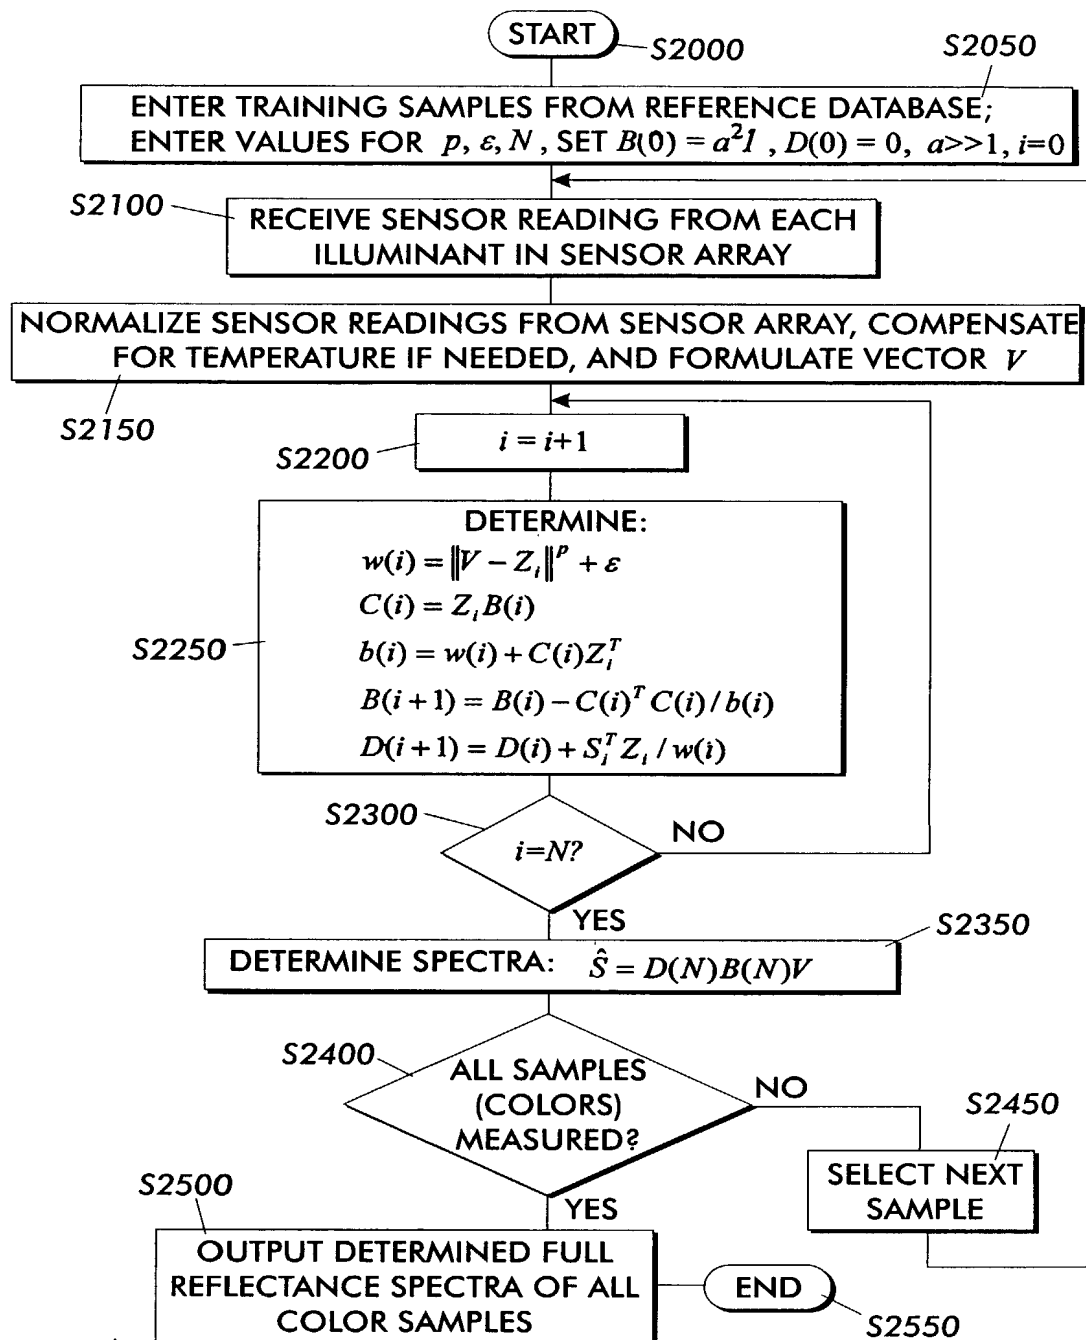 START
S2000
S2050
ENTER TRAINING SAMPLES FROM REFERENCE DATABASE;
ENTER VALUES FOR p, ε, N, SET B(0) = a²I, D(0) = 0, a>>1, i=0
S2100
RECEIVE SENSOR READING FROM EACH
ILLUMINANT IN SENSOR ARRAY
NORMALIZE SENSOR READINGS FROM SENSOR ARRAY, COMPENSATE
FOR TEMPERATURE IF NEEDED, AND FORMULATE VECTOR V
S2150
S2200
i = i+1
DETERMINE:
w(i) = ‖V − Z_i‖^p + ε
C(i) = Z_i B(i)
S2250
b(i) = w(i) + C(i)Z_i^T
B(i+1) = B(i) − C(i)^T C(i) / b(i)
D(i+1) = D(i) + S_i^T Z_i / w(i)
S2300
i=N?
NO
YES
S2350
DETERMINE SPECTRA: Ŝ = D(N)B(N)V
S2400
ALL SAMPLES
(COLORS)
MEASURED?
NO
S2450
SELECT NEXT
SAMPLE
YES
S2500
OUTPUT DETERMINED FULL
REFLECTANCE SPECTRA OF ALL
COLOR SAMPLES
END
S2550